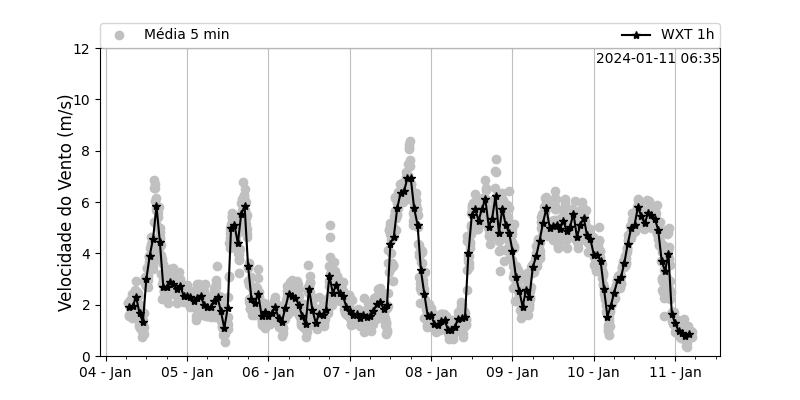 Média 5 min
WXT 1h
2024-01-11 06:35
Velocidade do Vento (m/s)
12
10
8
6
4
2
0
04 - Jan
05 - Jan
06 - Jan
07 - Jan
08 - Jan
09 - Jan
10 - Jan
11 - Jan